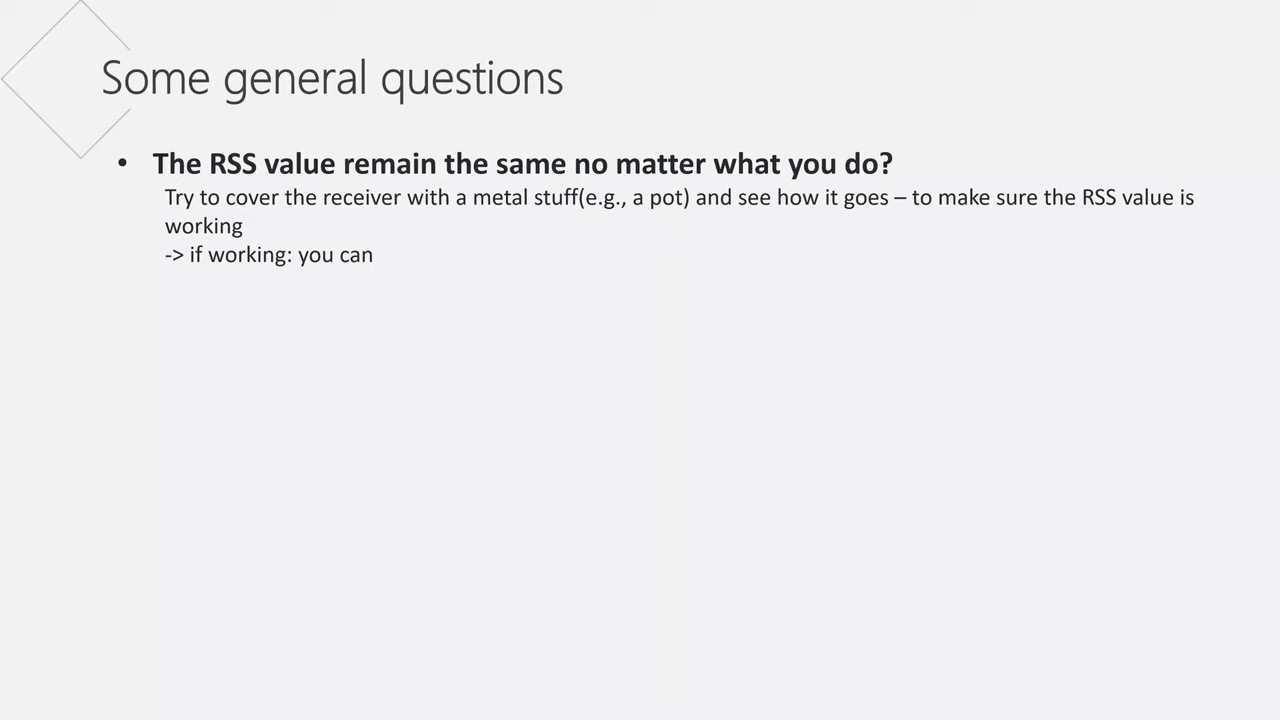 Some general questions
• The RSS value remain the same no matter what you do?
Try to cover the receiver with a metal stuff(e.g., a pot) and see how it goes – to make sure the RSS value is
working
-> if working: you can